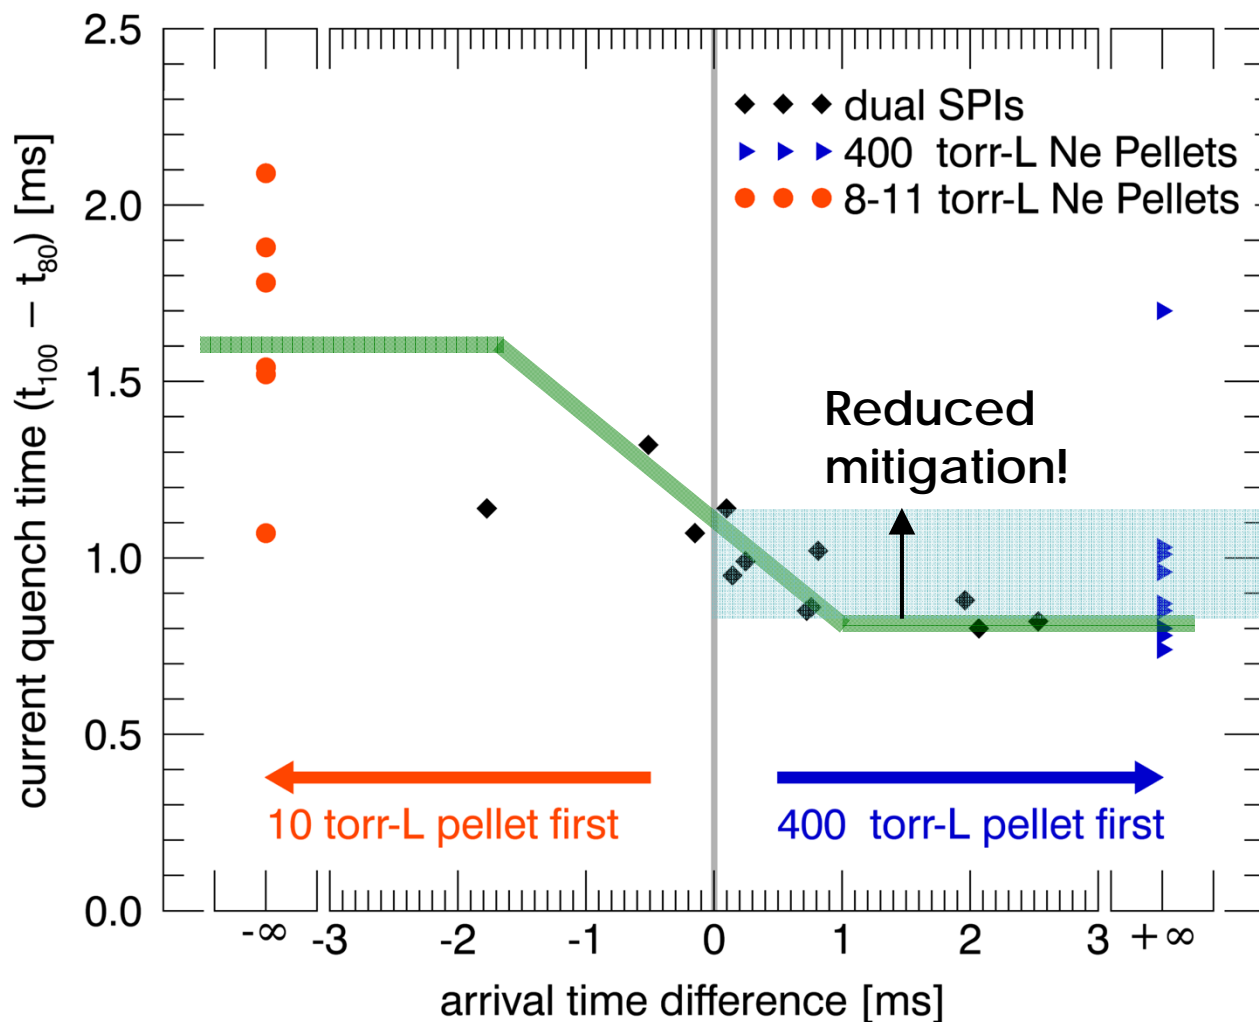 2.5
2.0
1.5
1.0
0.5
0.0
current quench time (t₁₀₀ − t₈₀) [ms]
dual SPIs
400 torr-L Ne Pellets
8-11 torr-L Ne Pellets
Reduced
mitigation!
10 torr-L pellet first
400 torr-L pellet first
-∞ -3 -2 -1 0 1 2 3 +∞
arrival time difference [ms]